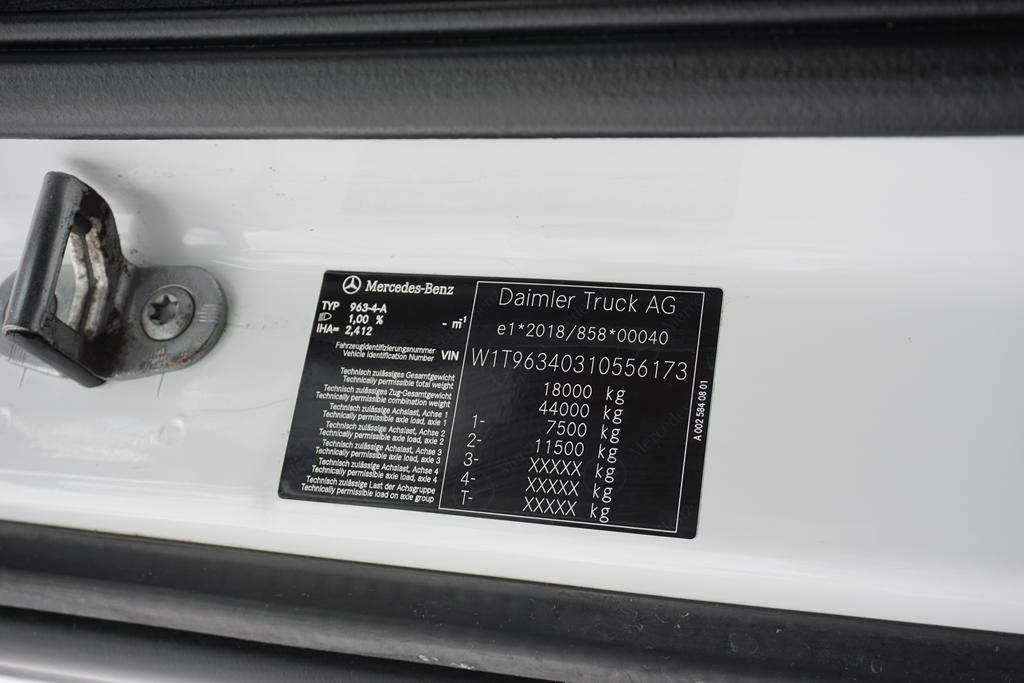 Mercedes-Benz
TYP 963-4-A
1,00 %
IHA= 2,412 - m-1
Fahrzeugidentifizierungsnummer
Vehicle Identification Number VIN
Technisch zulässiges Gesamtgewicht
Technically permissible total weight
Technisch zulässiges Zug-Gesamtgewicht
Technically permissible combination weight
Technisch zulässige Achslast, Achse 1
Technically permissible axle load, axle 1
Technisch zulässige Achslast, Achse 2
Technically permissible axle load, axle 2
Technisch zulässige Achslast, Achse 3
Technically permissible axle load, axle 3
Technisch zulässige Achslast, Achse 4
Technically permissible axle load, axle 4
Technisch zulässige Last der Achsgruppe
Technically permissible load on axle group
Daimler Truck AG
e1*2018/858*00040
W1T96340310556173
18000 kg
44000 kg
1- 7500 kg
2- 11500 kg
3- XXXXX kg
4- XXXXX kg
T- XXXXX kg
A 002 584 08 01